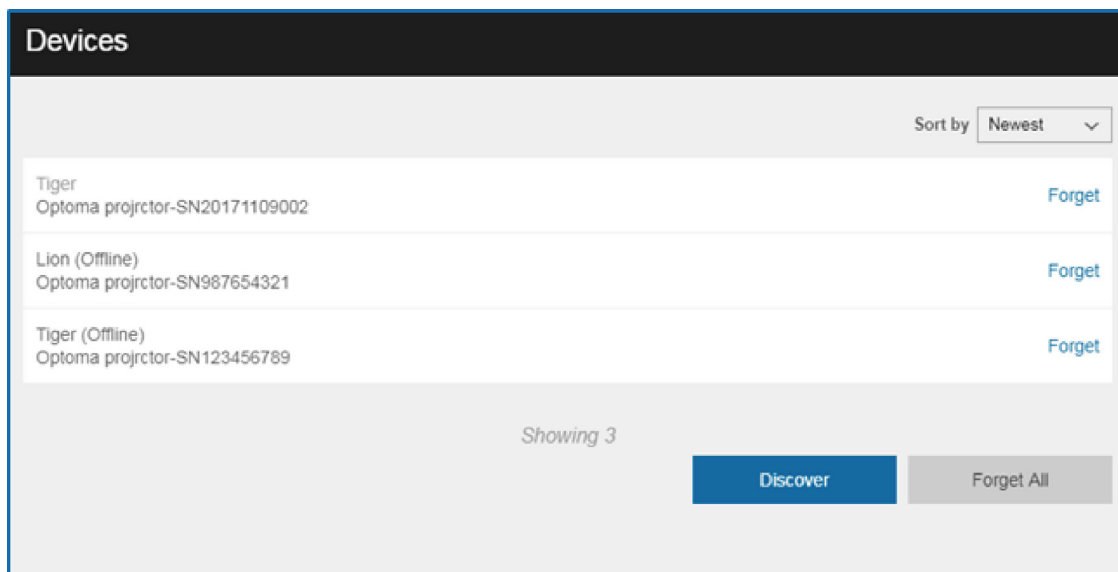 Devices
Sort by Newest
Tiger
Optoma projrctor-SN20171109002
Forget
Lion (Offline)
Optoma projrctor-SN987654321
Forget
Tiger (Offline)
Optoma projrctor-SN123456789
Forget
Showing 3
Discover
Forget All